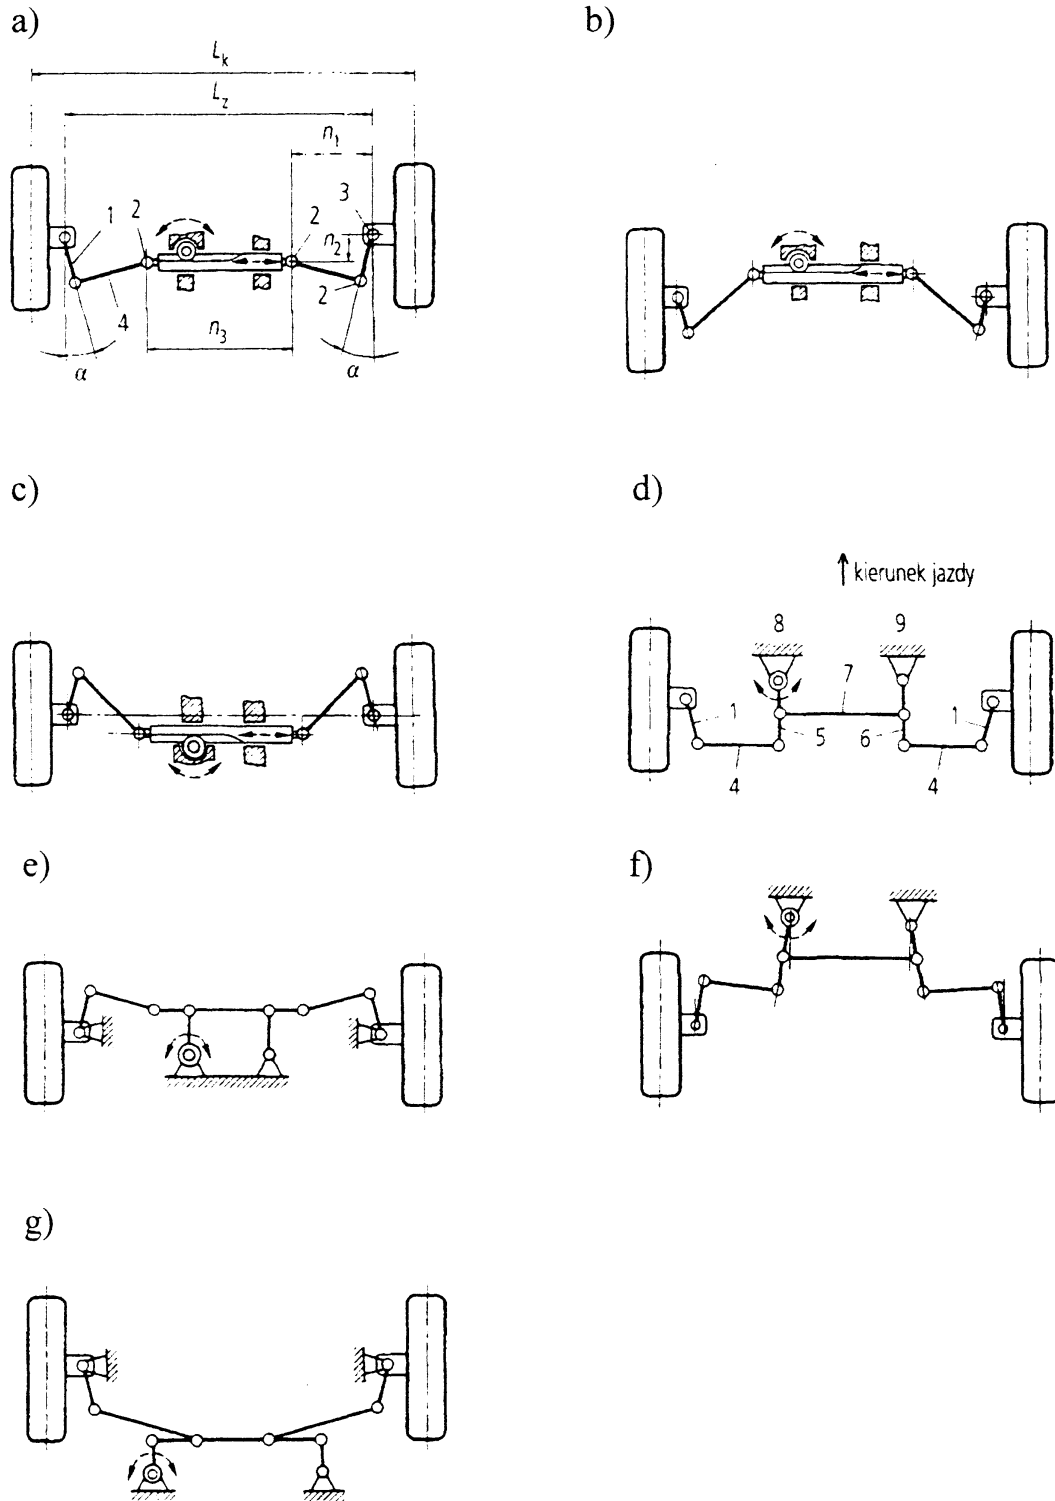 a)
b)
L_k
L_z
n_1
1
2
2
3
n_2
2
4
n_3
α
α
c)
d)
kierunek jazdy
8
9
7
1
5
6
1
4
4
e)
f)
g)